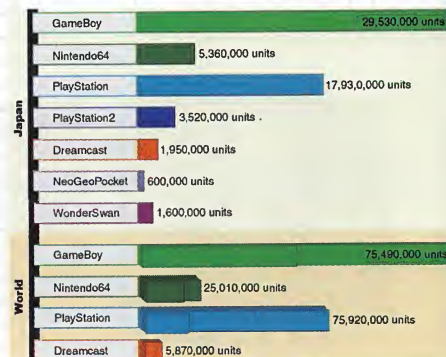 Japan
GameBoy 29,530,000 units
Nintendo64 5,360,000 units
PlayStation 17,93,0,000 units
PlayStation2 3,520,000 units .
Dreamcast 1,950,000 units
NeoGeoPocket 600,000 units
WonderSwan 1,600,000 units
World
GameBoy 75,490,000 units
Nintendo64 25,010,000 units
PlayStation 75,920,000 units
Dreamcast 5,870,000 units